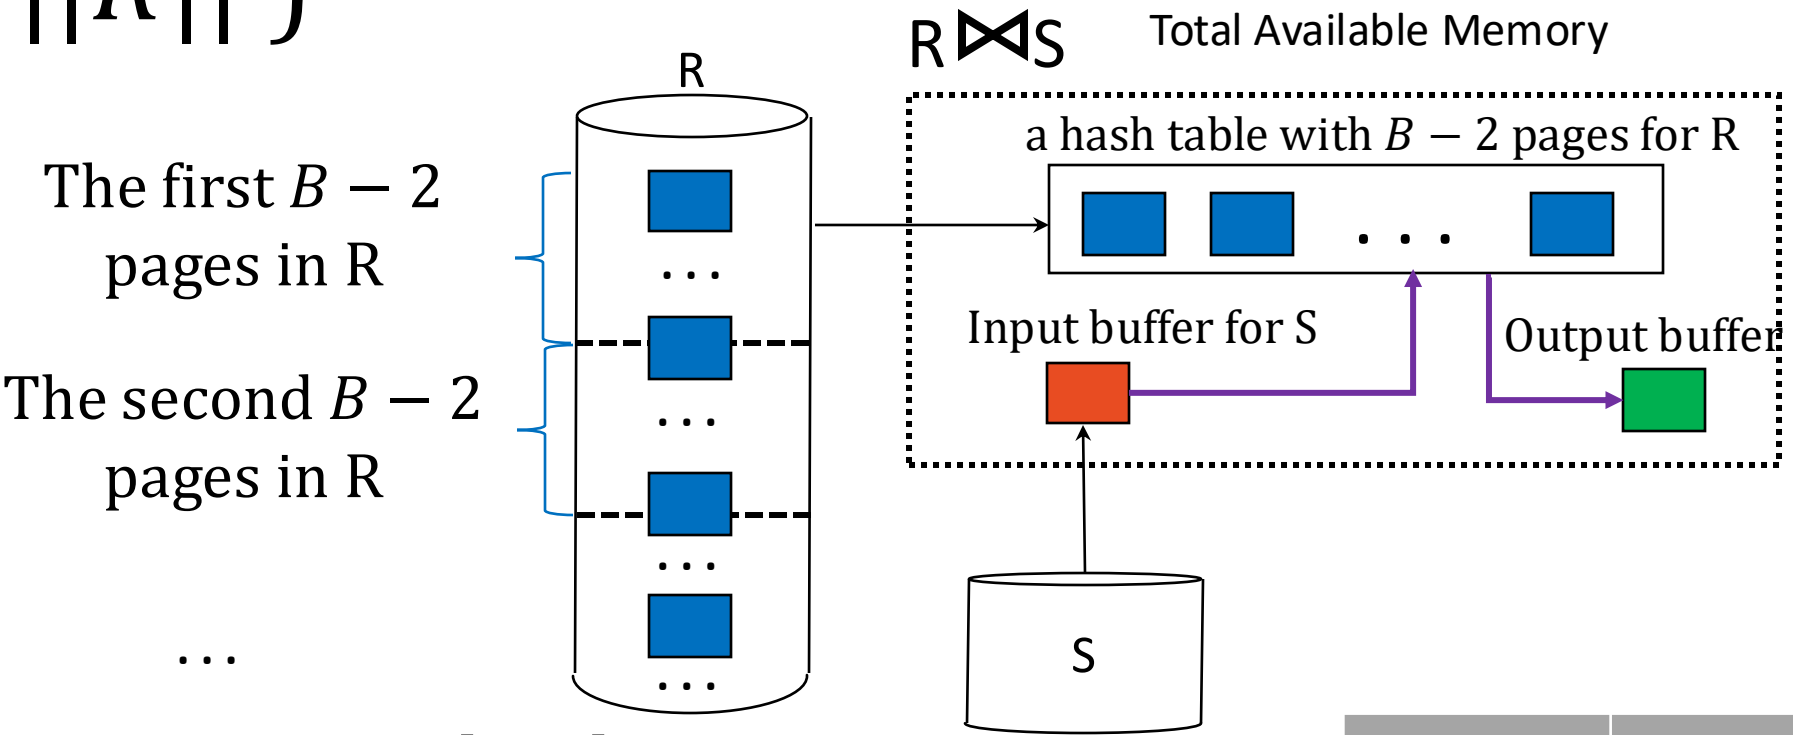 ||R||
R
R⋈S
Total Available Memory
a hash table with B − 2 pages for R
The first B − 2
pages in R
. . .
. . .
Input buffer for S
Output buffer
The second B − 2
pages in R
. . .
. . .
. . .
. . .
S